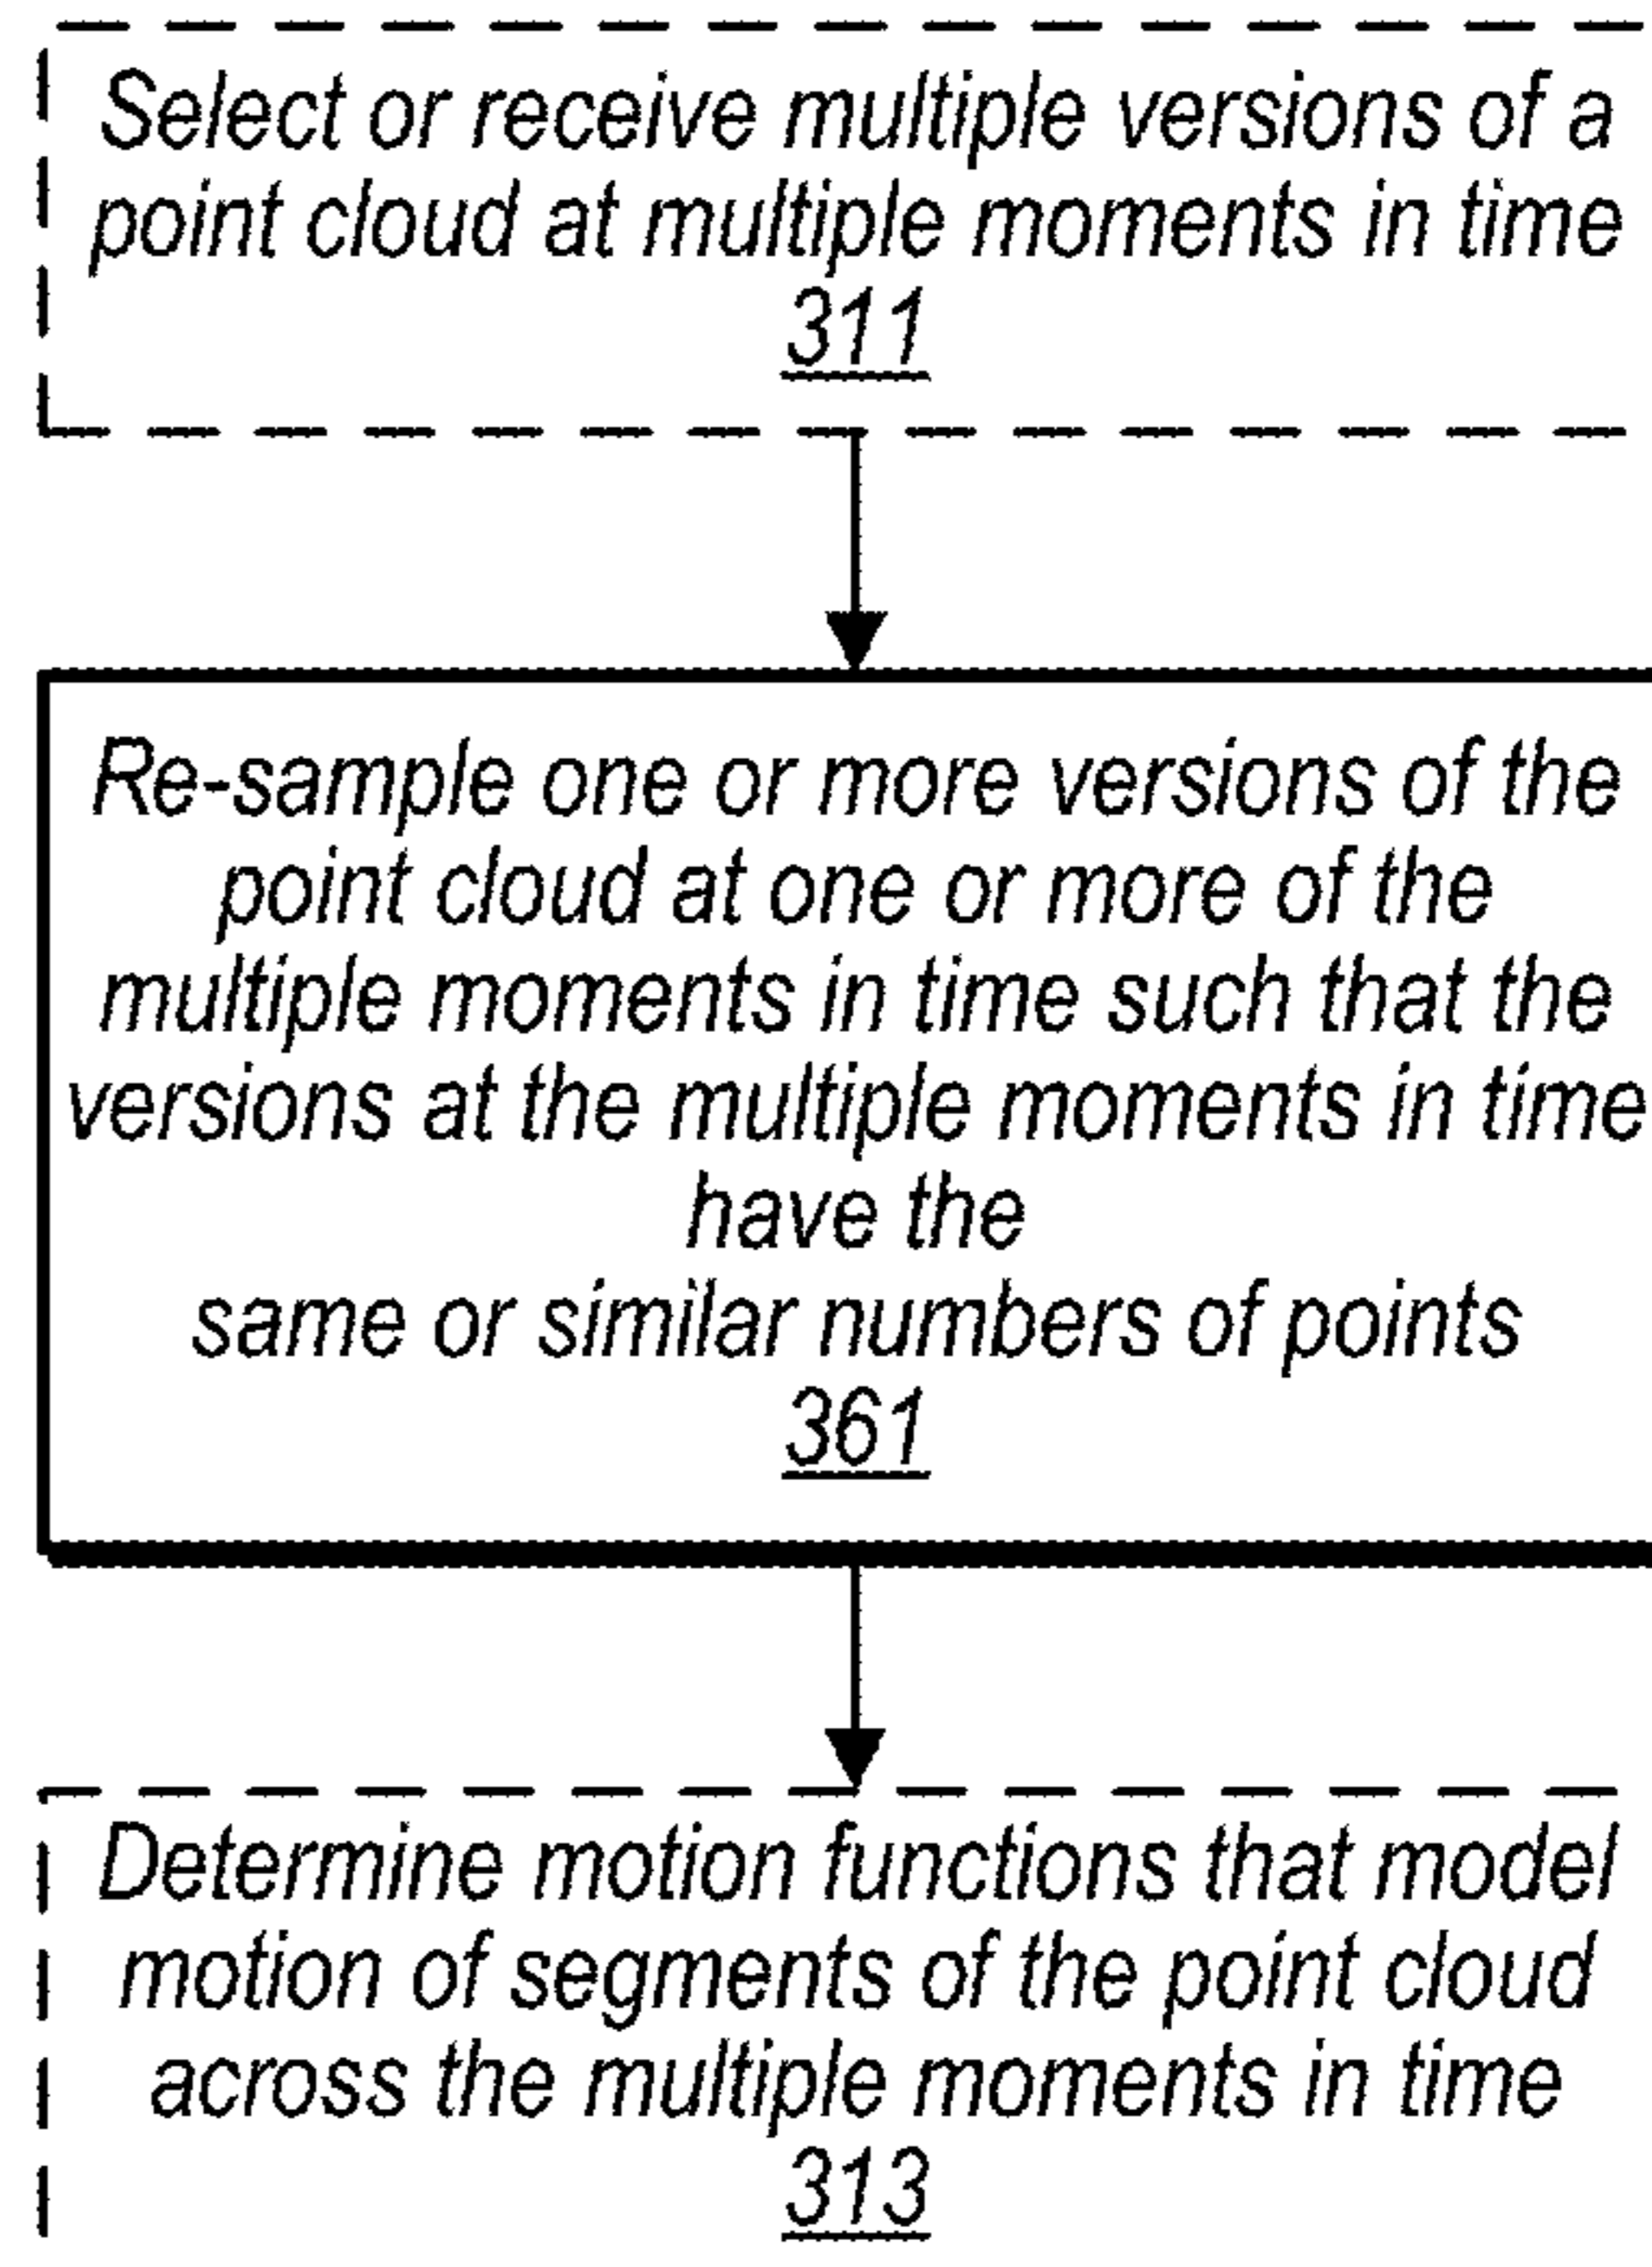 Select or receive multiple versions of a
point cloud at multiple moments in time
311
Re-sample one or more versions of the
point cloud at one or more of the
multiple moments in time such that the
versions at the multiple moments in time
have the
same or similar numbers of points
361
Determine motion functions that model
motion of segments of the point cloud
across the multiple moments in time
313